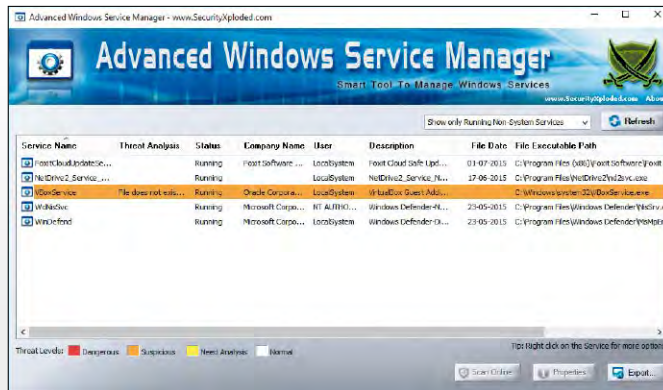 Advanced Windows Service Manager - www.SecurityXploded.com
Advanced Windows Service Manager
Smart Tool To Manage Windows Services
www.SecurityXploded.com Abou
Show only Running Non-System Services Refresh
Service Name Threat Analysis Status Company Name User Description File Date File Executable Path
FoxitCloudUpdateSe... Running Foxit Software ... LocalSystem Foxit Cloud Safe Upd... 01-07-2015 C:\Program Files (x86)\Foxit Software\Foxit
NetDrive2_Service_... Running LocalSystem NetDrive2_Service_N... 17-06-2015 C:\Program Files\NetDrive2\nd2svc.exe
VBoxService File does not exis... Running Oracle Corpora... LocalSystem VirtualBox Guest Addi... C:\Windows\system32\VBoxService.exe
WdNisSvc Running Microsoft Corpo... NT AUTHO... Windows Defender-N... 23-05-2015 C:\Program Files\Windows Defender\NisSrv.e
WinDefend Running Microsoft Corpo... LocalSystem Windows Defender-Di... 23-05-2015 C:\Program Files\Windows Defender\MsMpEn
Threat Levels: Dangerous Suspicious Need Analysis Normal
Tip: Right click on the Service for more option
Scan Online Properties Export...